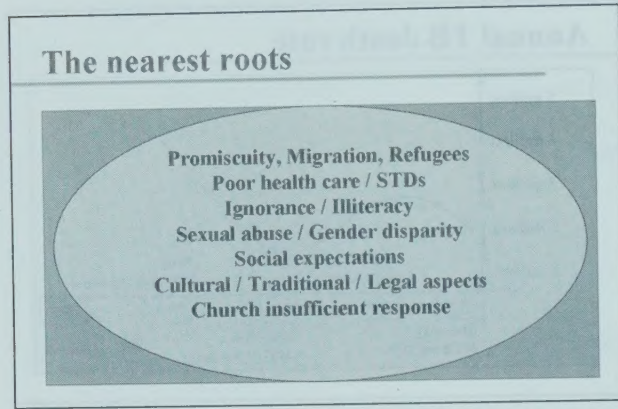 The nearest roots
Promiscuity, Migration, Refugees
Poor health care / STDs
Ignorance / Illiteracy
Sexual abuse / Gender disparity
Social expectations
Cultural / Traditional / Legal aspects
Church insufficient response